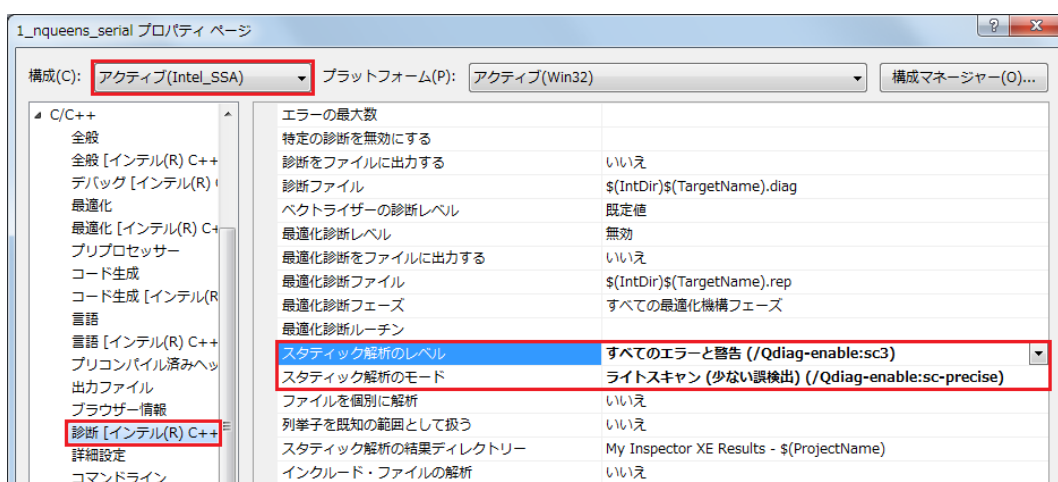 1_nqueens_serial プロパティ ページ
構成(C): アクティブ(Intel_SSA) プラットフォーム(P): アクティブ(Win32) 構成マネージャー(O)...
C/C++
全般
全般 [インテル(R) C++
デバッグ [インテル(R) (
最適化
最適化 [インテル(R) C+
プリプロセッサー
コード生成
コード生成 [インテル(R
言語
言語 [インテル(R) C++
プリコンパイル済みヘッ
出力ファイル
ブラウザー情報
診断 [インテル(R) C++
詳細設定
コマンドライン
エラーの最大数
特定の診断を無効にする
診断をファイルに出力する いいえ
診断ファイル $(IntDir)$(TargetName).diag
ベクトライザーの診断レベル 既定値
最適化診断レベル 無効
最適化診断をファイルに出力する いいえ
最適化診断ファイル $(IntDir)$(TargetName).rep
最適化診断フェーズ すべての最適化機構フェーズ
最適化診断ルーチン
スタティック解析のレベル すべてのエラーと警告 (/Qdiag-enable:sc3)
スタティック解析のモード ライトスキャン (少ない誤検出) (/Qdiag-enable:sc-precise)
ファイルを個別に解析 いいえ
列挙子を既知の範囲として扱う いいえ
スタティック解析の結果ディレクトリー My Inspector XE Results - $(ProjectName)
インクルード・ファイルの解析 いいえ